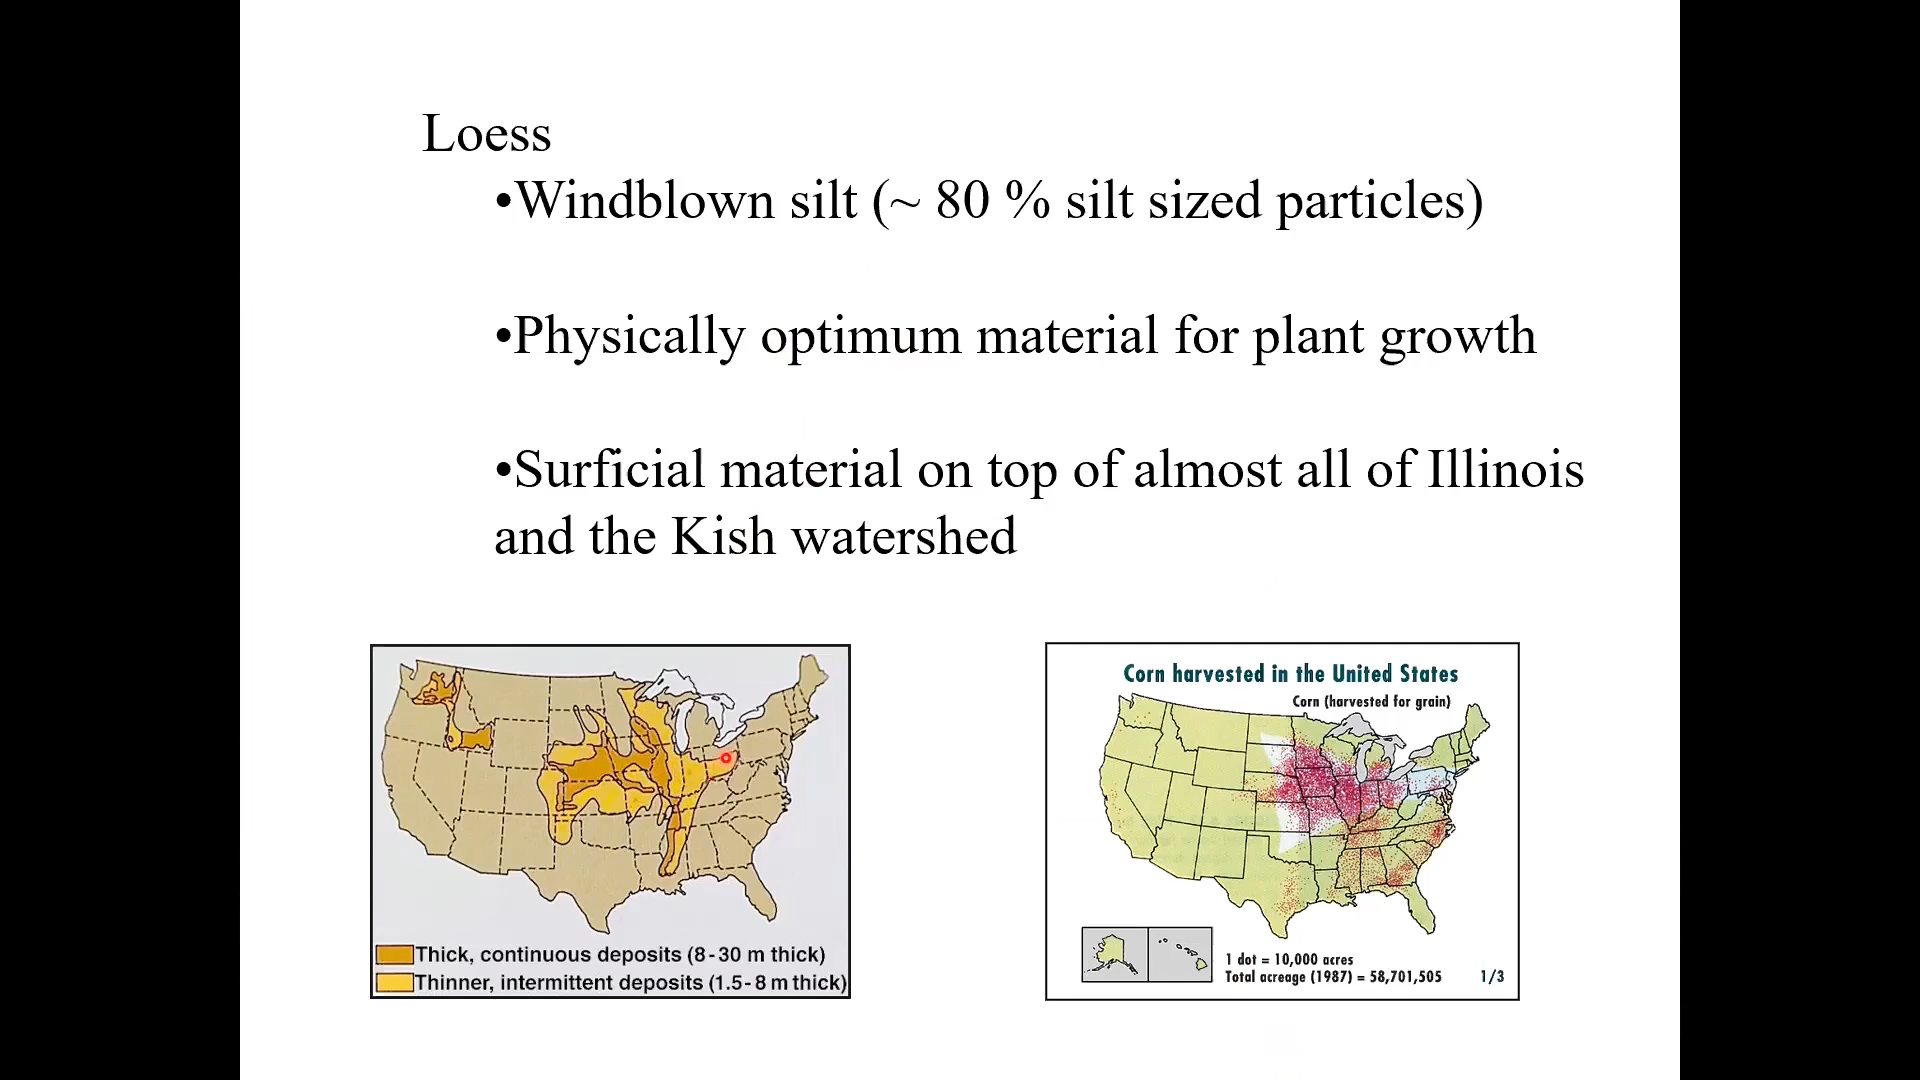 Loess
•Windblown silt (~ 80 % silt sized particles)
•Physically optimum material for plant growth
•Surficial material on top of almost all of Illinois
and the Kish watershed
Thick, continuous deposits (8-30 m thick)
Thinner, intermittent deposits (1.5-8 m thick)
Corn harvested in the United States
Corn (harvested for grain)
1 dot = 10,000 acres
Total acreage (1987) = 58,701,505
1/3